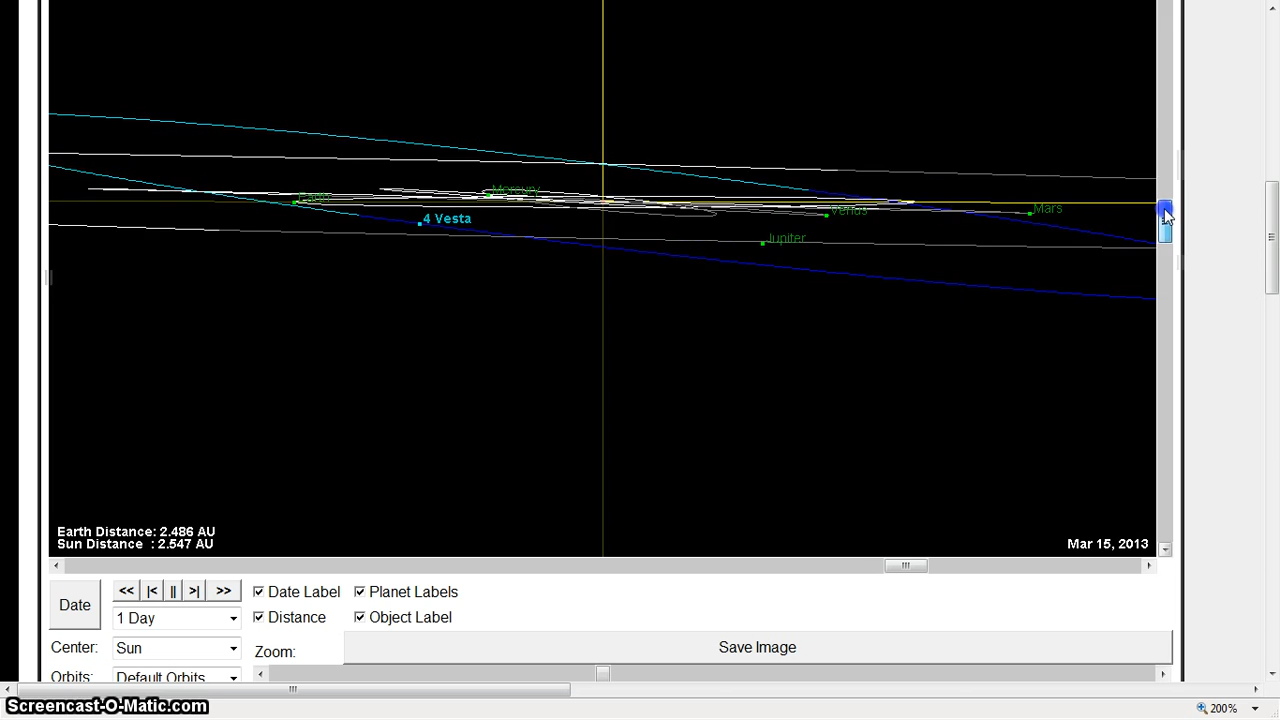 Mercury
Earth
Venus
Mars
4 Vesta
Jupiter
Earth Distance: 2.486 AU
Sun Distance : 2.547 AU
Mar 15, 2013
Date
<< |< || >| >>
Date Label
Planet Labels
1 Day
Distance
Object Label
Center:
Sun
Zoom:
Save Image
Orbits:
Default Orbits
Screencast-O-Matic.com
200%